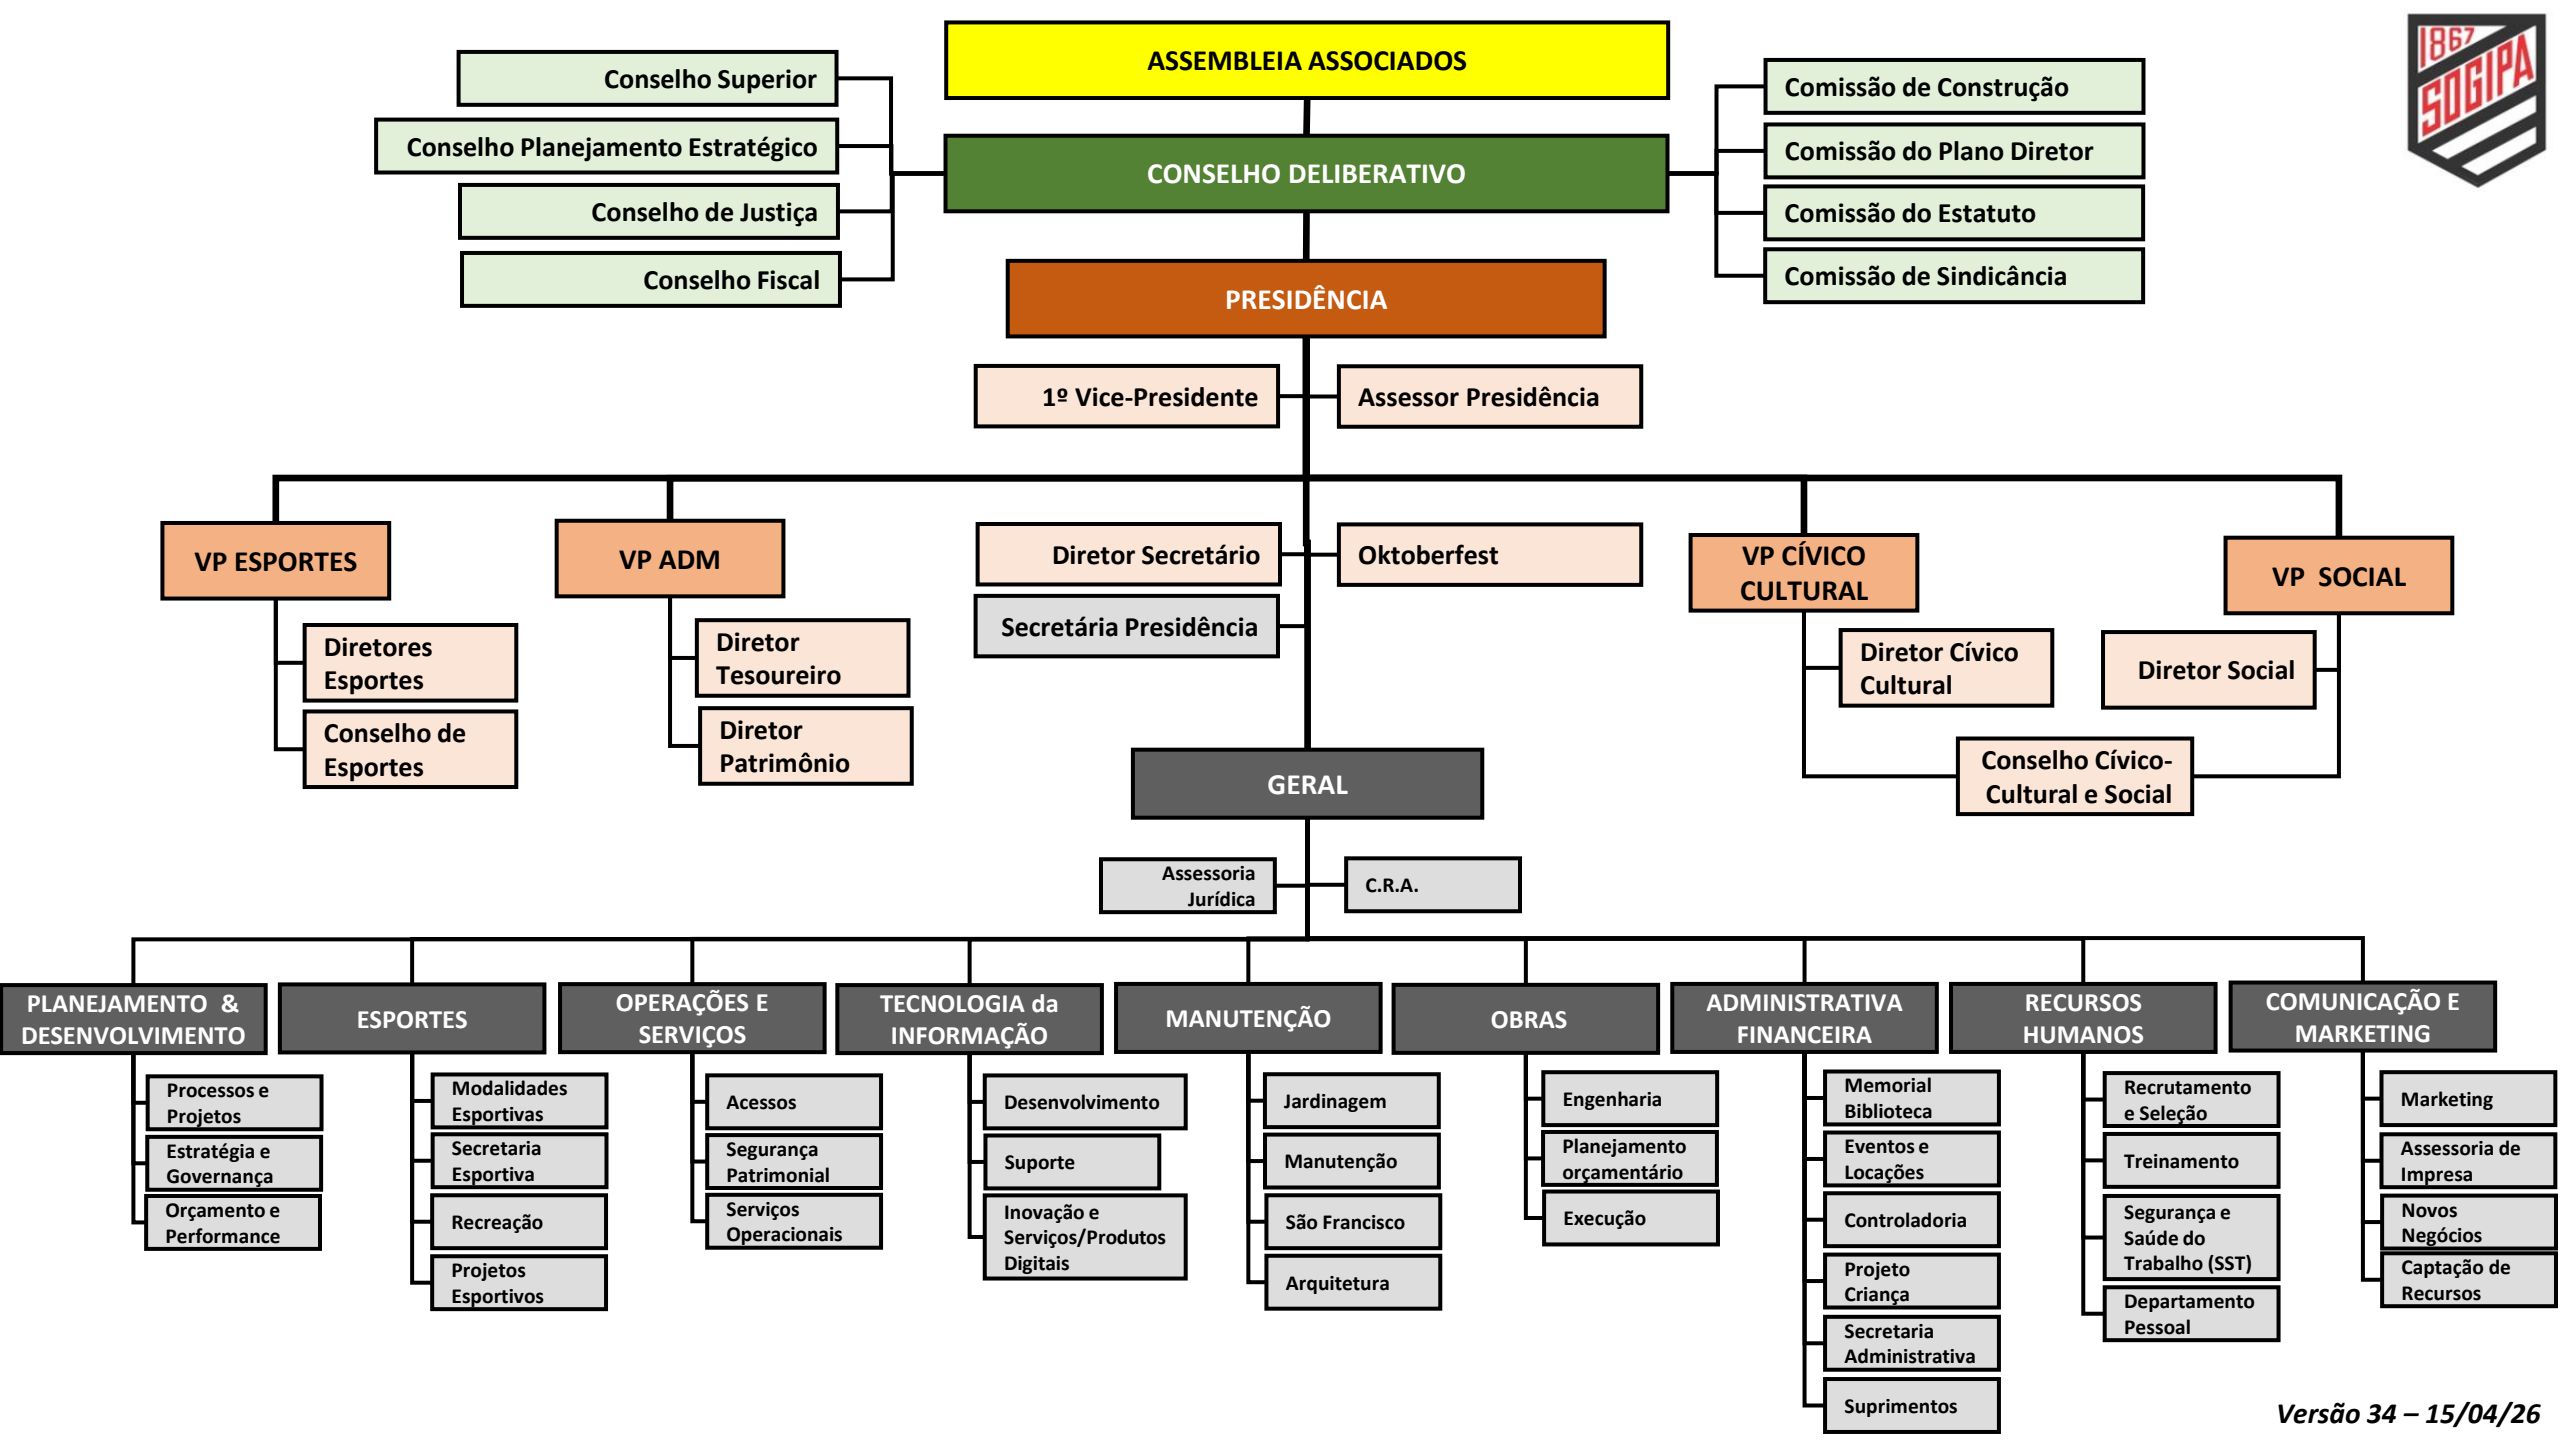 ASSEMBLEIA ASSOCIADOS
1867
SOGIPA
Conselho Superior
Conselho Planejamento Estratégico
Conselho de Justiça
Conselho Fiscal
CONSELHO DELIBERATIVO
Comissão de Construção
Comissão do Plano Diretor
Comissão do Estatuto
Comissão de Sindicância
PRESIDÊNCIA
1º Vice-Presidente
Assessor Presidência
VP ESPORTES
Diretores
Esportes
Conselho de
Esportes
VP ADM
Diretor
Tesoureiro
Diretor
Patrimônio
Diretor Secretário
Oktoberfest
Secretária Presidência
VP CÍVICO
CULTURAL
Diretor Cívico
Cultural
VP SOCIAL
Diretor Social
Conselho Cívico-
Cultural e Social
GERAL
Assessoria
Jurídica
C.R.A.
PLANEJAMENTO &
DESENVOLVIMENTO
Processos e
Projetos
Estratégia e
Governança
Orçamento e
Performance
ESPORTES
Modalidades
Esportivas
Secretaria
Esportiva
Recreação
Projetos
Esportivos
OPERAÇÕES E
SERVIÇOS
Acessos
Segurança
Patrimonial
Serviços
Operacionais
TECNOLOGIA da
INFORMAÇÃO
Desenvolvimento
Suporte
Inovação e
Serviços/Produtos
Digitais
MANUTENÇÃO
Jardinagem
Manutenção
São Francisco
Arquitetura
OBRAS
Engenharia
Planejamento
orçamentário
Execução
ADMINISTRATIVA
FINANCEIRA
Memorial
Biblioteca
Eventos e
Locações
Controladoria
Projeto
Criança
Secretaria
Administrativa
Suprimentos
RECURSOS
HUMANOS
Recrutamento
e Seleção
Treinamento
Segurança e
Saúde do
Trabalho (SST)
Departamento
Pessoal
COMUNICAÇÃO E
MARKETING
Marketing
Assessoria de
Impresa
Novos
Negócios
Captação de
Recursos
Versão 34 – 15/04/26